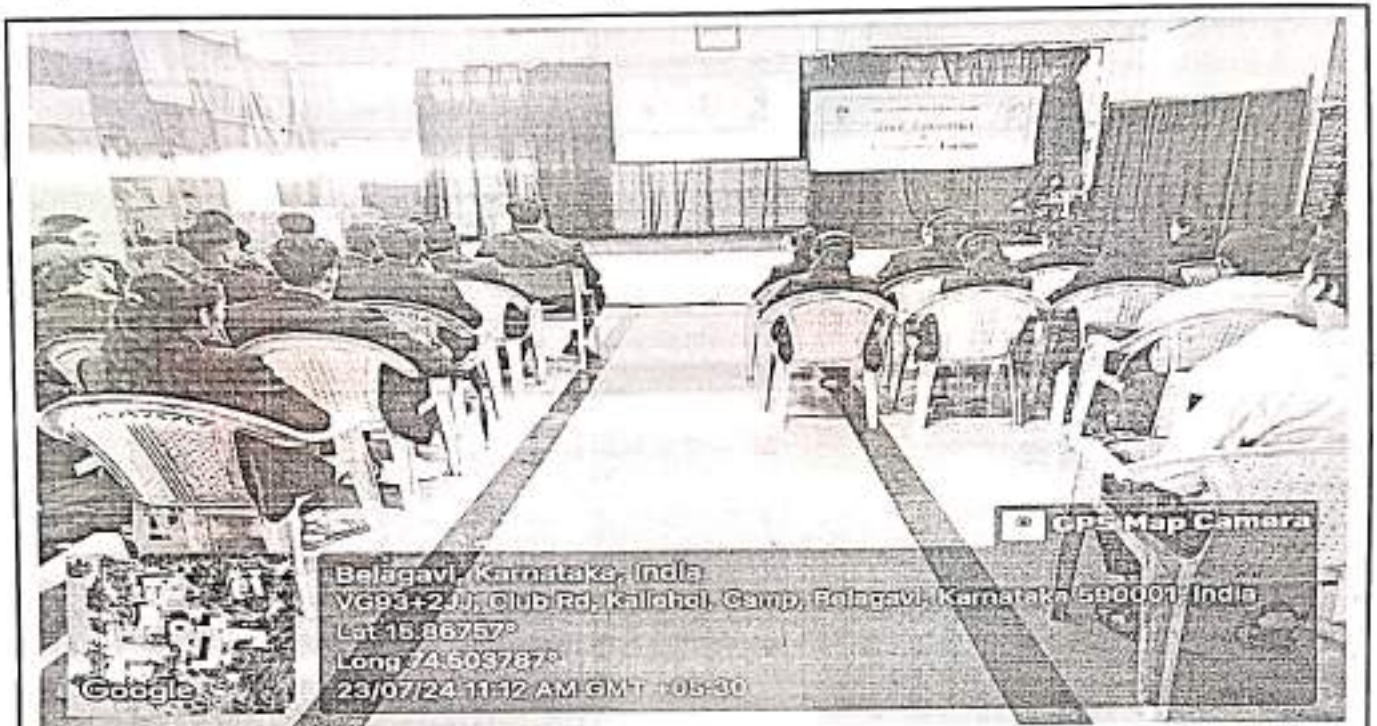 GPS Map Camera
Belagavi, Karnataka, India
VG93+2JJ, Club Rd, Kallehol, Camp, Belagavi, Karnataka 590001, India
Lat 15.86757°
Long 74.503787°
23/07/24 11:12 AM GMT +05:30
Google